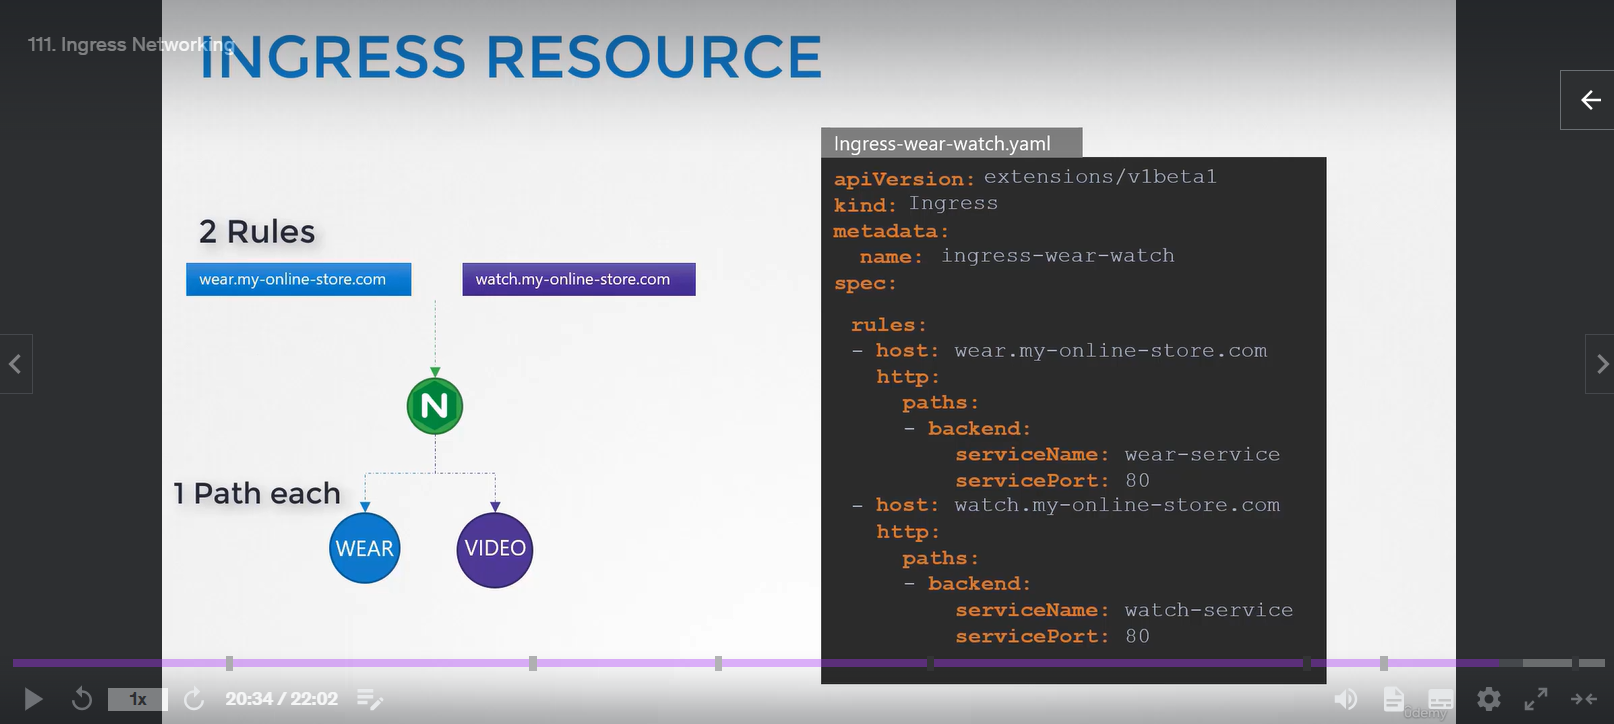 111. Ingress Networking
INGRESS RESOURCE
2 Rules
wear.my-online-store.com
watch.my-online-store.com
N
1 Path each
WEAR
VIDEO
Ingress-wear-watch.yaml
apiVersion: extensions/v1beta1
kind: Ingress
metadata:
  name: ingress-wear-watch
spec:
  rules:
  - host: wear.my-online-store.com
    http:
      paths:
      - backend:
          serviceName: wear-service
          servicePort: 80
  - host: watch.my-online-store.com
    http:
      paths:
      - backend:
          serviceName: watch-service
          servicePort: 80
1x
20:34 / 22:02
ûdemy